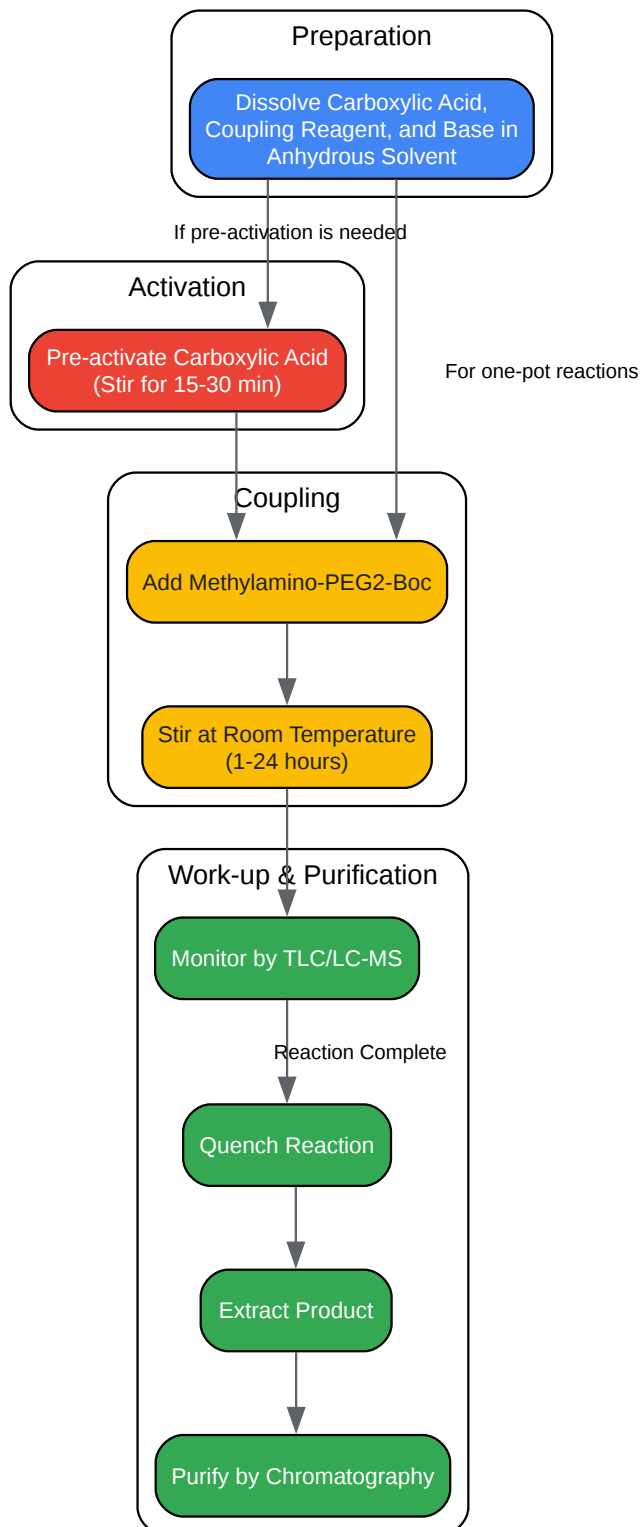 Preparation
Dissolve Carboxylic Acid,
Coupling Reagent, and Base in
Anhydrous Solvent
If pre-activation is needed
Activation
Pre-activate Carboxylic Acid
(Stir for 15-30 min)
For one-pot reactions
Coupling
Add Methylamino-PEG2-Boc
Stir at Room Temperature
(1-24 hours)
Work-up & Purification
Monitor by TLC/LC-MS
Reaction Complete
Quench Reaction
Extract Product
Purify by Chromatography